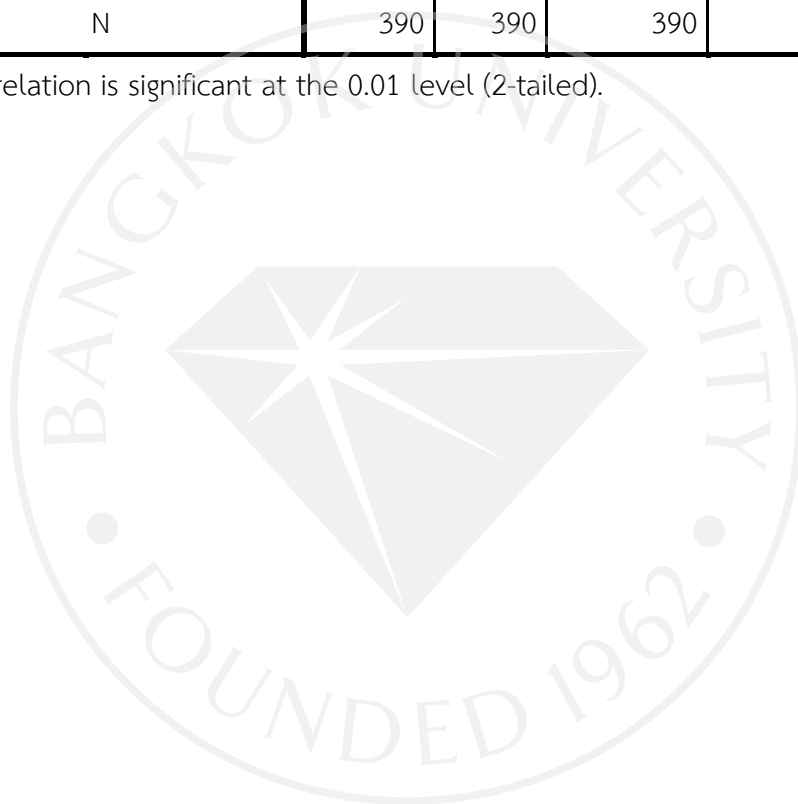 N 390 390 390
relation is significant at the 0.01 level (2-tailed).
BANGKOK UNIVERSITY
• FOUNDED 1962 •